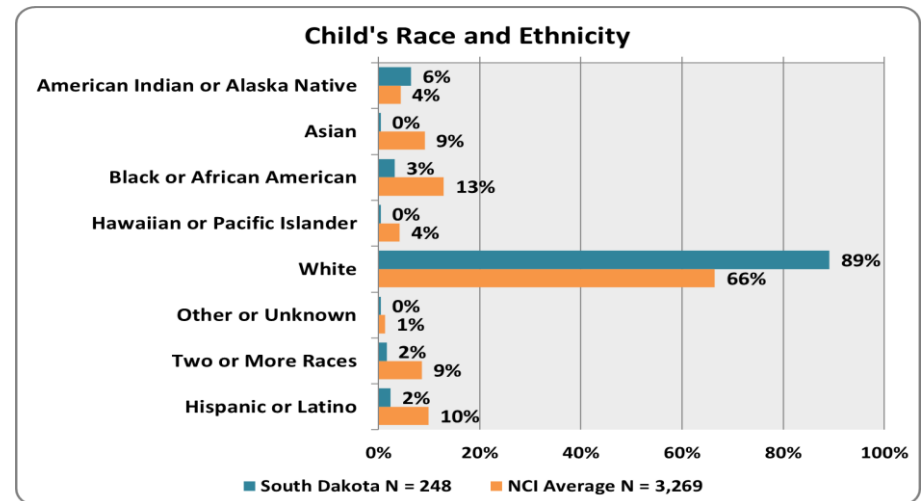 Child's Race and Ethnicity
American Indian or Alaska Native
6%
4%
Asian
0%
9%
Black or African American
3%
13%
Hawaiian or Pacific Islander
0%
4%
White
89%
66%
Other or Unknown
0%
1%
Two or More Races
2%
9%
Hispanic or Latino
2%
10%
0% 20% 40% 60% 80% 100%
South Dakota N = 248 NCI Average N = 3,269